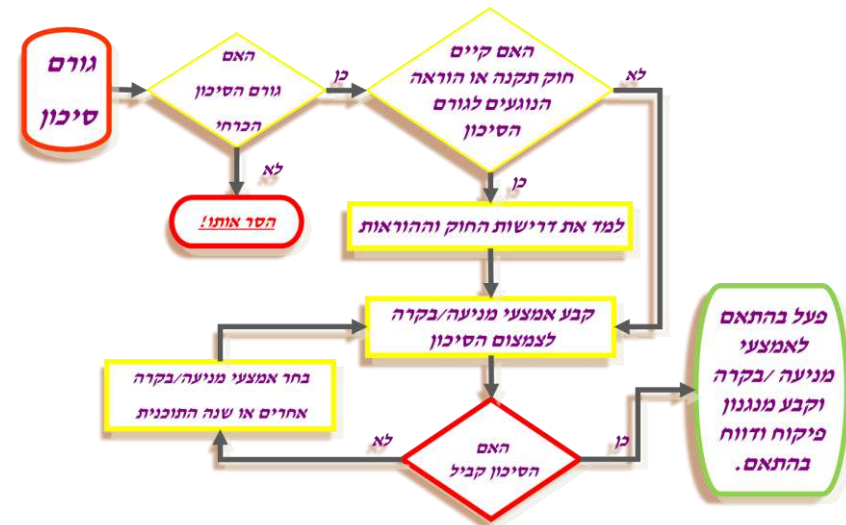 גורם
סיכון
האם
גורם הסיכון
הכרחי
כן
לא
הסר אותו!
האם קיים
חוק תקנה או הוראה
הנוגעים לגורם
הסיכון
לא
כן
למד את דרישות החוק וההוראות
קבע אמצעי מניעה/בקרה
לצמצום הסיכון
בחר אמצעי מניעה/בקרה
אחרים או שנה התוכנית
לא
האם
הסיכון קביל
כן
פעל בהתאם
לאמצעי
מניעה /בקרה
וקבע מנגנון
פיקוח ודווח
בהתאם.